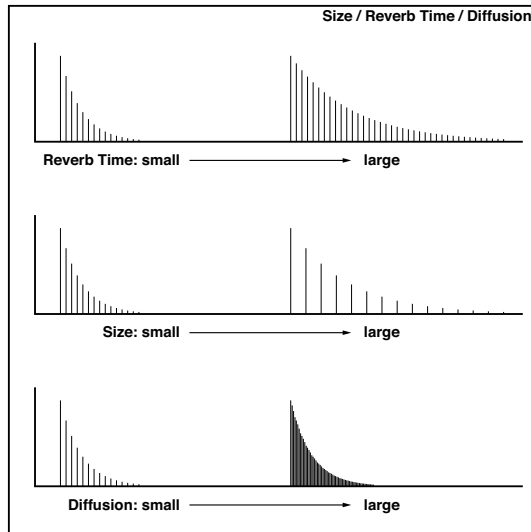 Size / Reverb Time / Diffusion
Reverb Time: small large
Size: small large
Diffusion: small large